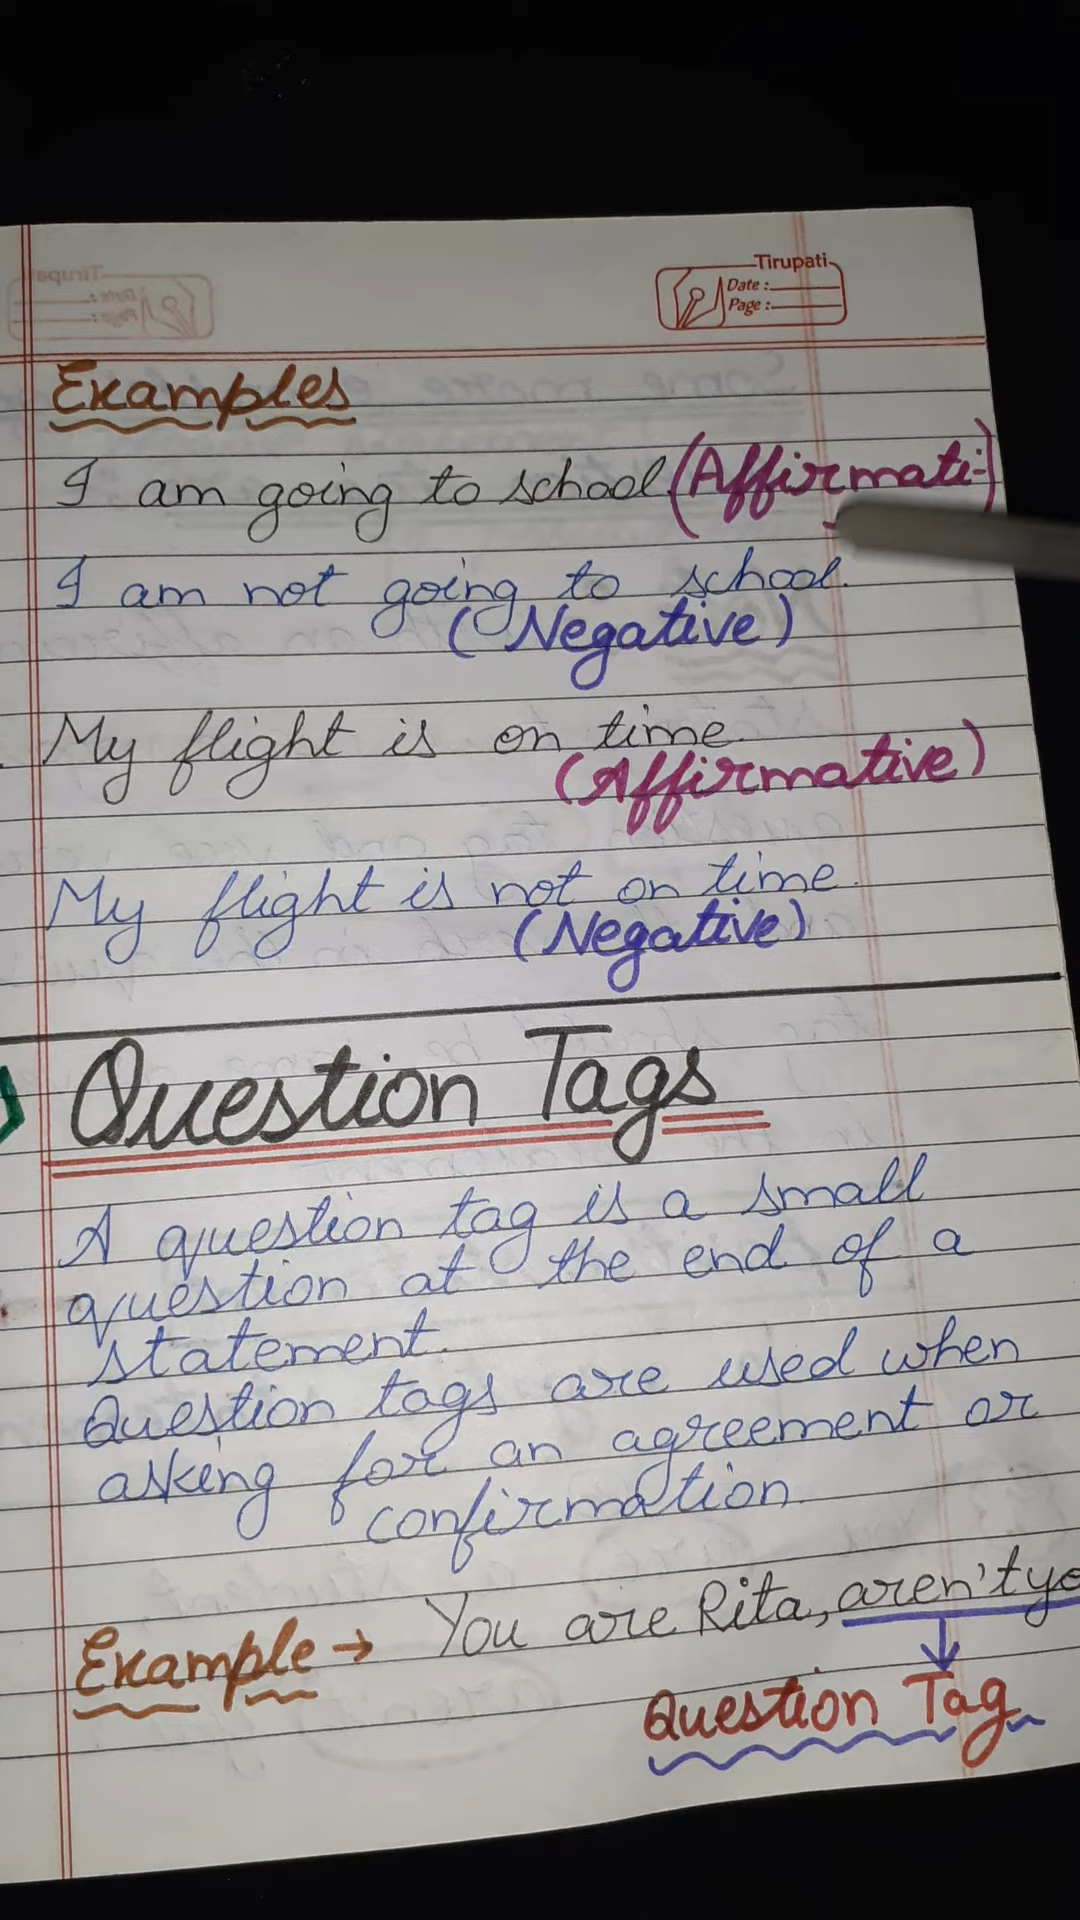 Tirupati
Date :
Page :
Examples
I am going to school (Affirmati-)
I am not going to school.
(Negative)
My flight is on time.
(Affirmative)
My flight is not on time.
(Negative)
Question Tags
A question tag is a small
question at the end of a
statement.
Question tags are used when
asking for an agreement or
confirmation.
Example → You are Rita, aren't yo
Question Tag